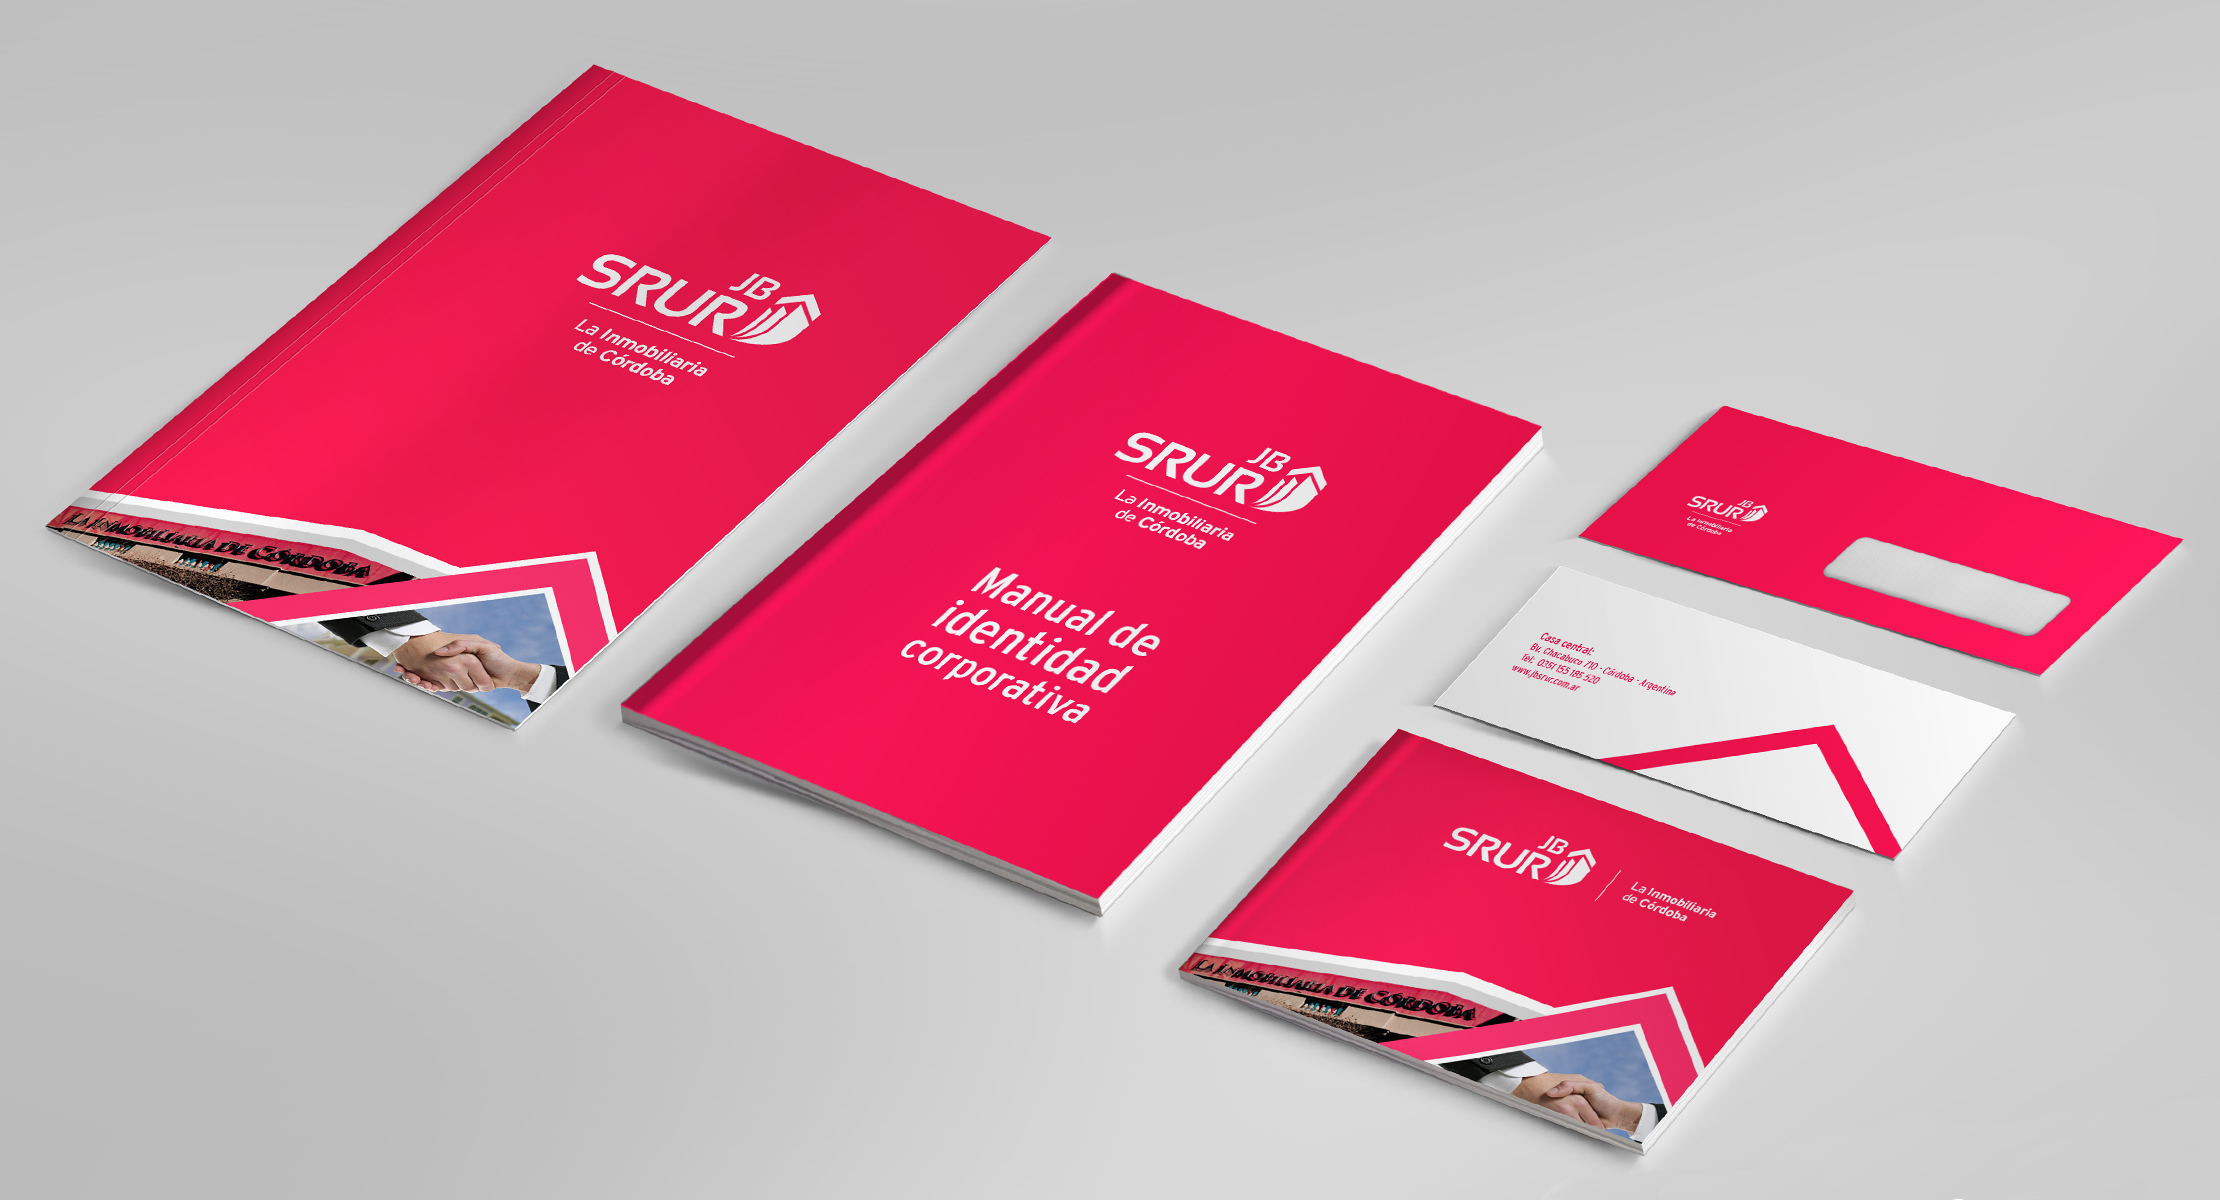 JB
SRUR
La Inmobiliaria
de Córdoba
LA INMOBILIARIA DE CÓRDOBA
JB
SRUR
La Inmobiliaria
de Córdoba
Manual de
identidad
corporativa
JB
SRUR
La Inmobiliaria
de Córdoba
Casa central:
Bv. Chacabuco 710 - Córdoba - Argentina
Tel: 0351 155 185 520
www.jbsrur.com.ar
JB
SRUR
La Inmobiliaria
de Córdoba
LA INMOBILIARIA DE CÓRDOBA